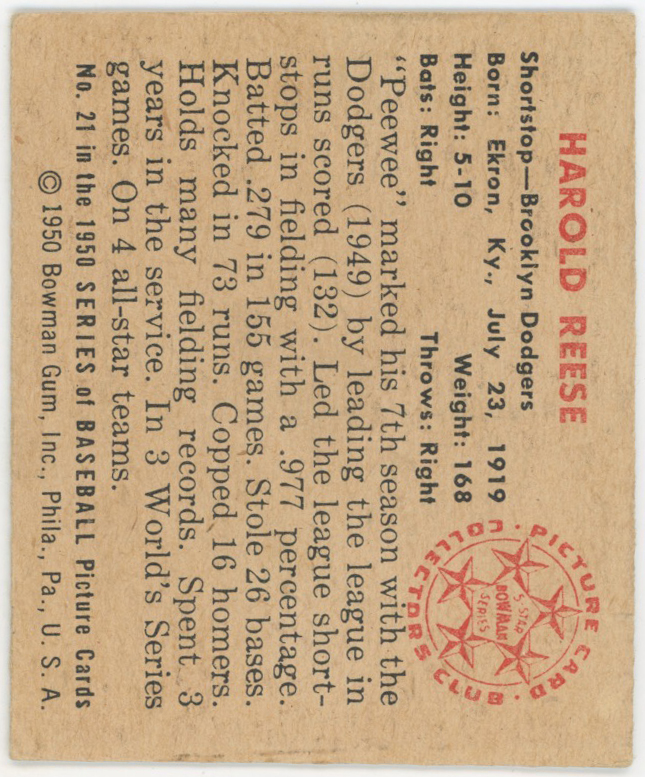 HAROLD REESE
Shortstop—Brooklyn Dodgers
Born: Ekron, Ky., July 23, 1919
Height: 5-10 Weight: 168
Bats: Right Throws: Right
"Peewee" marked his 7th season with the
Dodgers (1949) by leading the league in
runs scored (132). Led the league short-
stops in fielding with a .977 percentage.
Batted .279 in 155 games. Stole 26 bases.
Knocked in 73 runs. Copped 16 homers.
Holds many fielding records. Spent 3
years in the service. In 3 World's Series
games. On 4 all-star teams.
No. 21 in the 1950 SERIES of BASEBALL Picture Cards
© 1950 Bowman Gum, Inc., Phila., Pa., U. S. A.
PICTURE CARD COLLECTORS CLUB
5-STAR
BOWMAN
SERIES